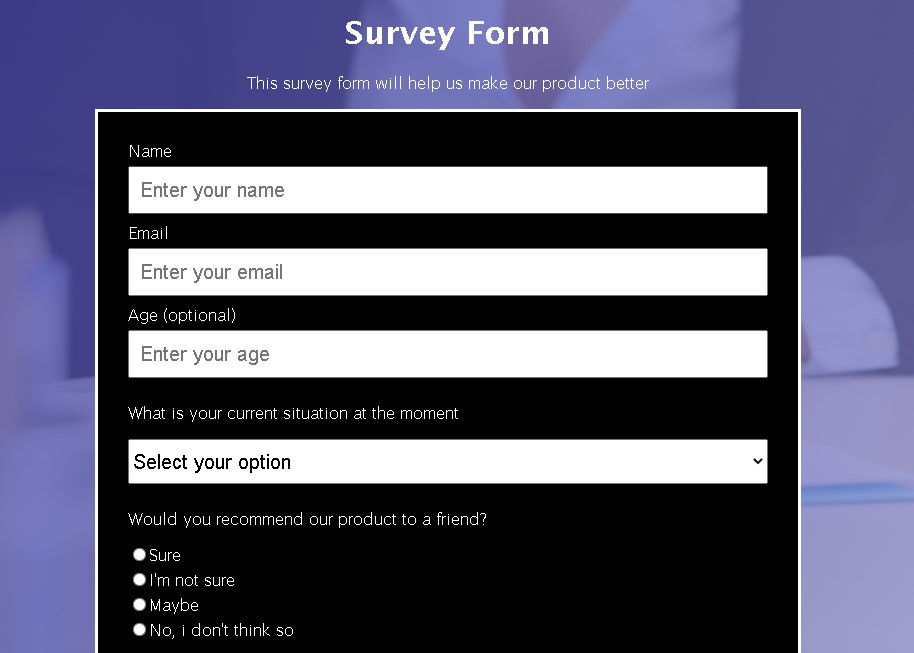 Survey Form
This survey form will help us make our product better
Name
Enter your name
Email
Enter your email
Age (optional)
Enter your age
What is your current situation at the moment
Select your option
Would you recommend our product to a friend?
Sure
I'm not sure
Maybe
No, i don't think so